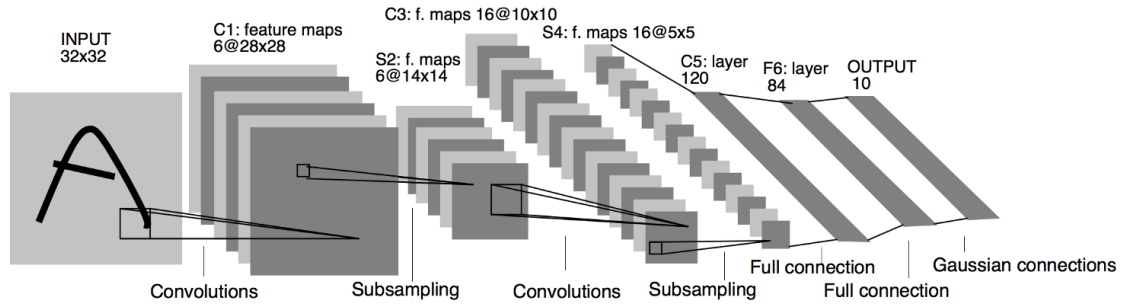 INPUT
32x32
C1: feature maps
6@28x28
S2: f. maps
6@14x14
C3: f. maps 16@10x10
S4: f. maps 16@5x5
C5: layer
120
F6: layer
84
OUTPUT
10
Convolutions
Subsampling
Convolutions
Subsampling
Full connection
Full connection
Gaussian connections